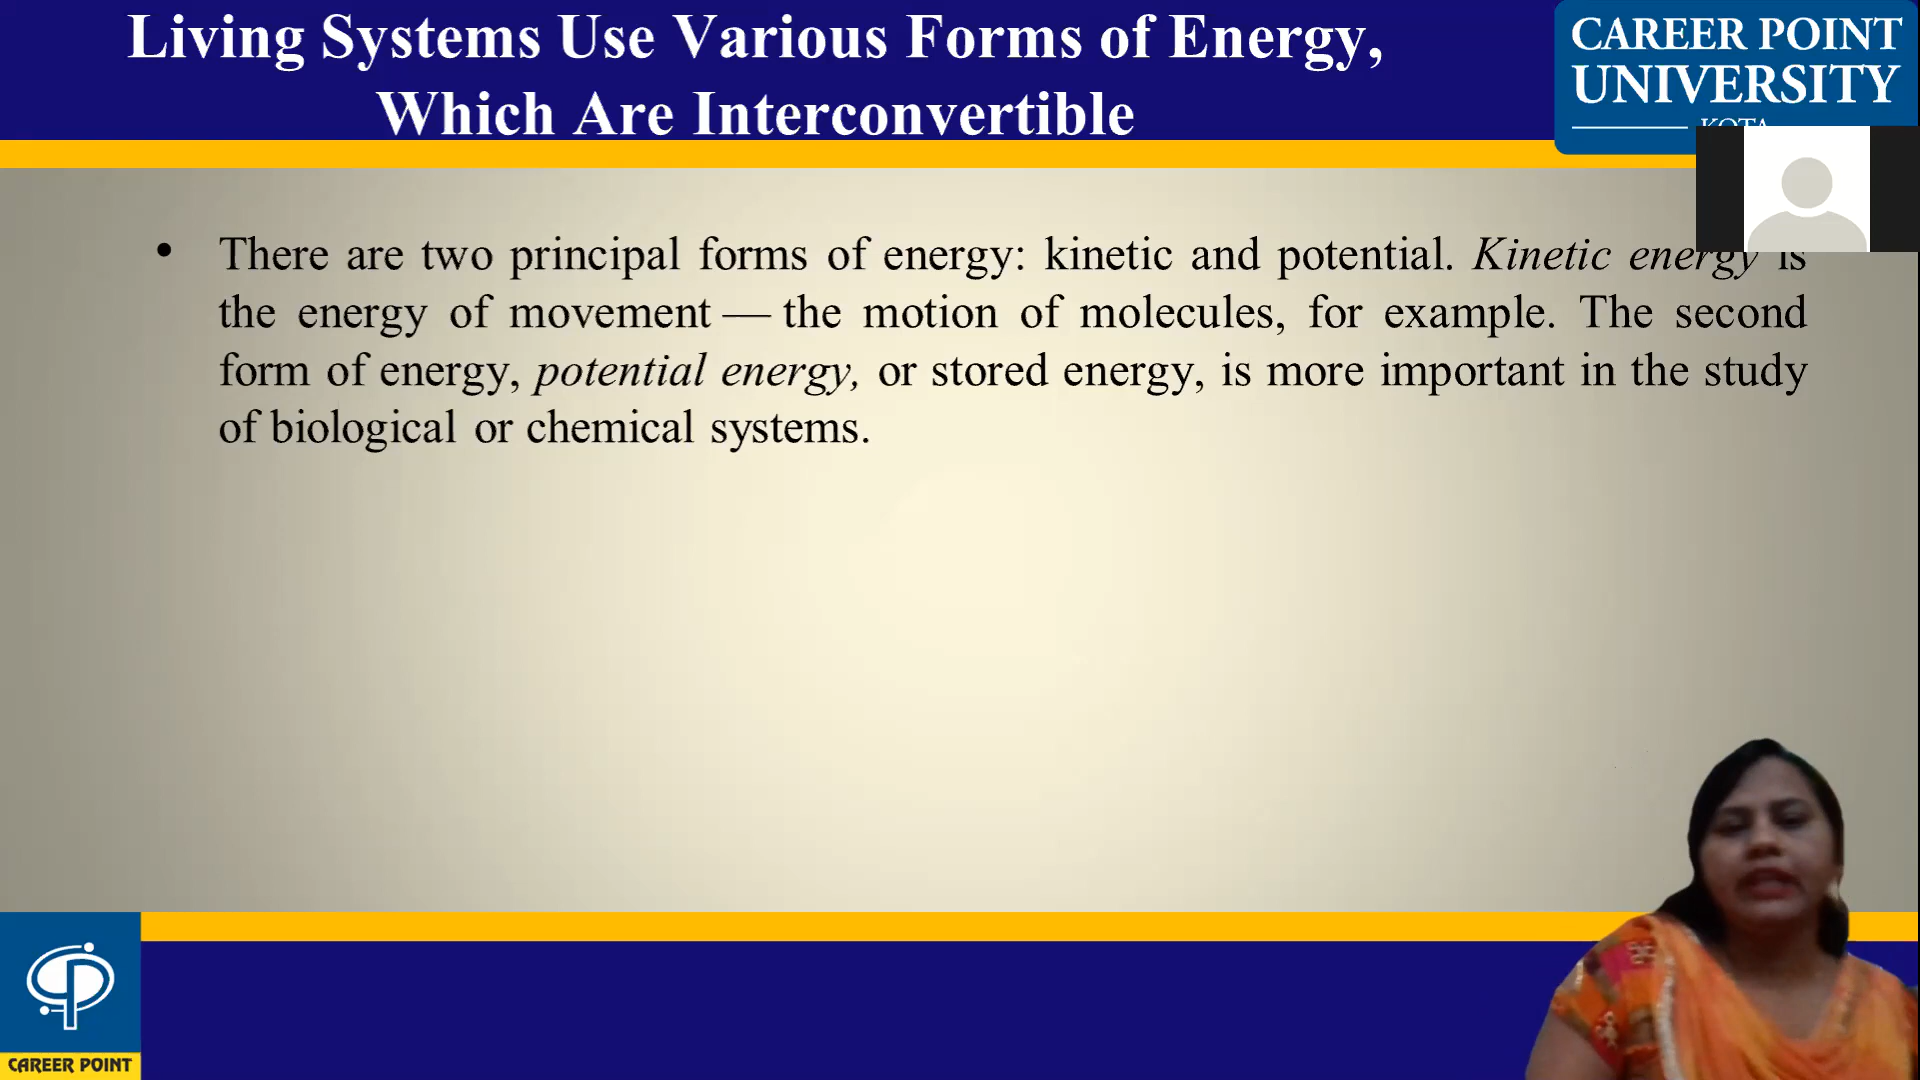 Living Systems Use Various Forms of Energy,
Which Are Interconvertible
CAREER POINT
UNIVERSITY
KOTA
• There are two principal forms of energy: kinetic and potential. Kinetic energy is
the energy of movement — the motion of molecules, for example. The second
form of energy, potential energy, or stored energy, is more important in the study
of biological or chemical systems.
CAREER POINT